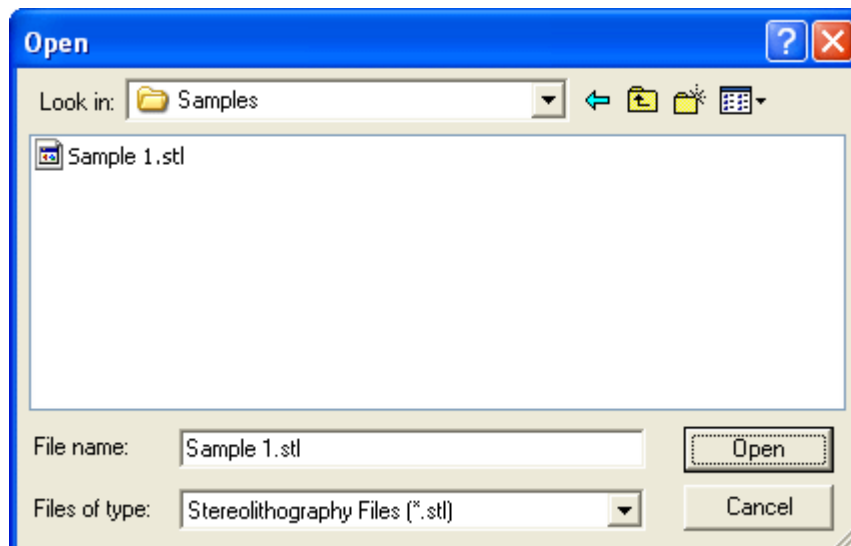 Open
Look in: Samples
Sample 1.stl
File name: Sample 1.stl Open
Files of type: Stereolithography Files (*.stl) Cancel